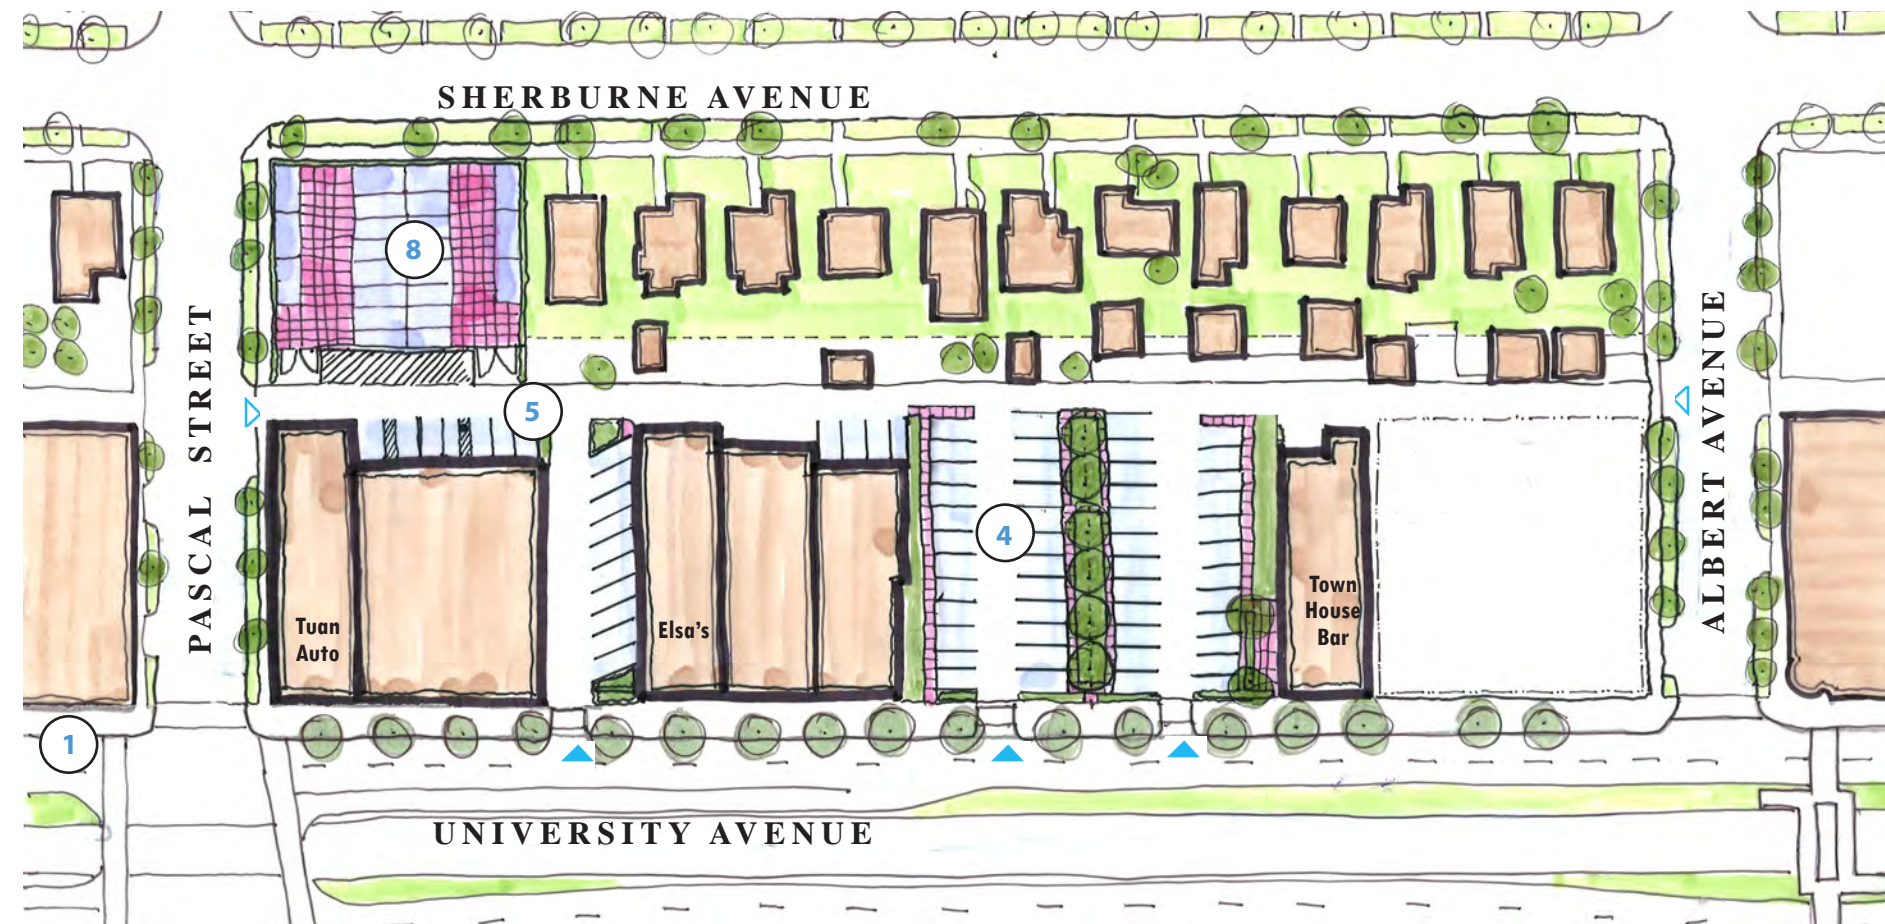 SHERBURNE AVENUE
8
PASCAL STREET
5
ALBERT AVENUE
4
Tuan
Auto
Elsa's
Town
House
Bar
1
UNIVERSITY AVENUE